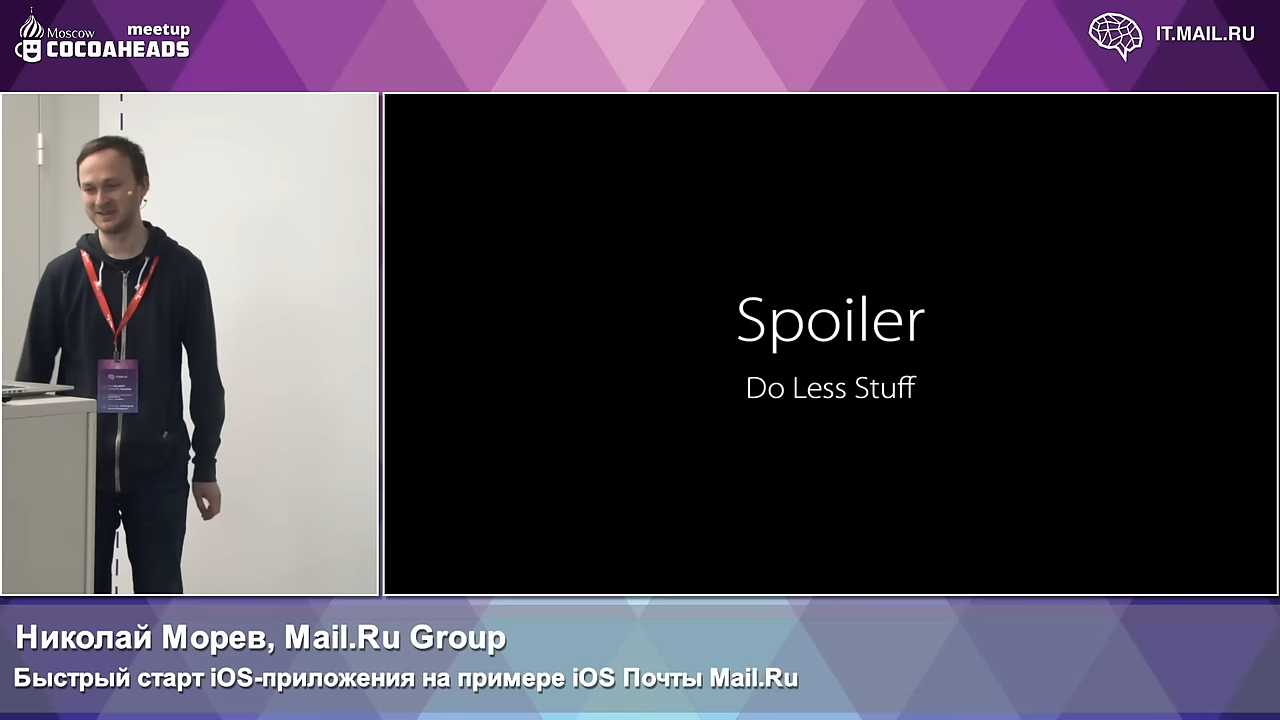 Moscow meetup
COCOAHEADS
IT.MAIL.RU
Spoiler
Do Less Stuff
Николай Морев, Mail.Ru Group
Быстрый старт iOS-приложения на примере iOS Почты Mail.Ru